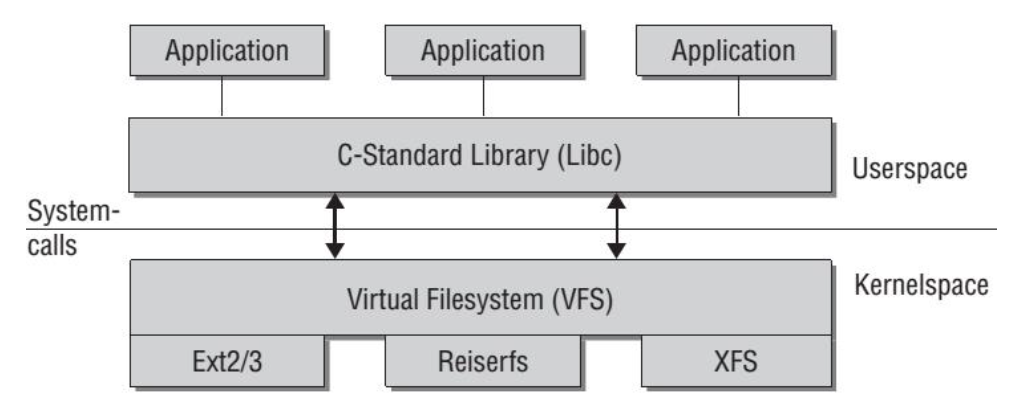 Application
Application
Application
C-Standard Library (Libc)
Userspace
System-
calls
Kernelspace
Virtual Filesystem (VFS)
Ext2/3
Reiserfs
XFS